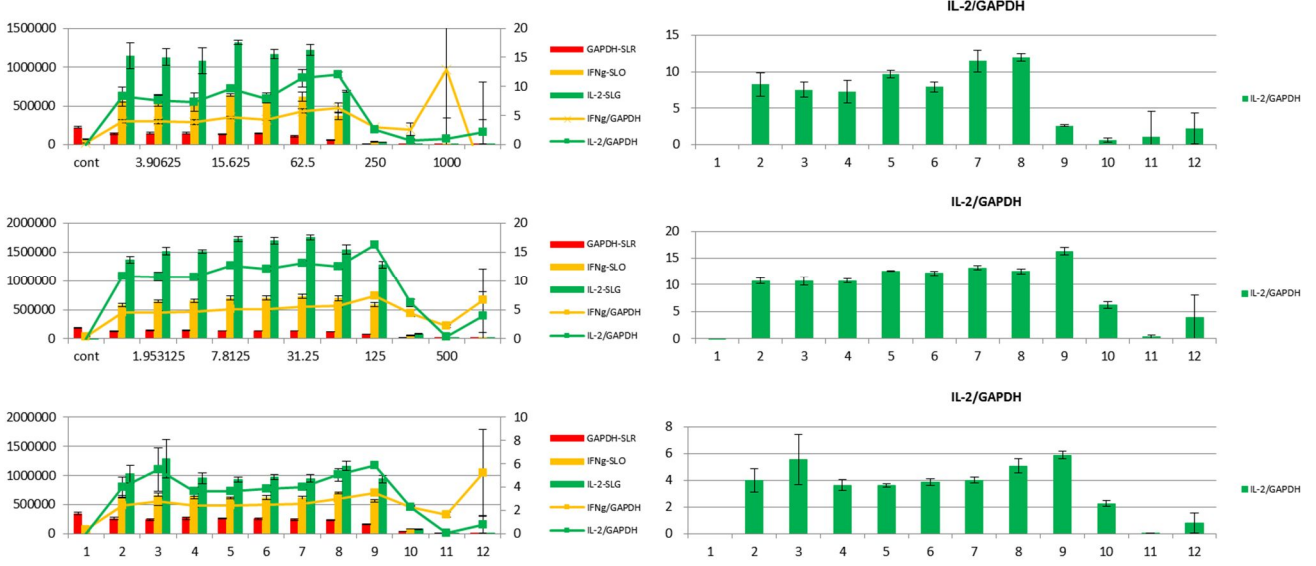 IL-2/GAPDH
1500000
1000000
500000
0
20
15
10
5
0
cont 3.90625 15.625 62.5 250 1000
GAPDH-SLR
IFNg-SLO
IL-2-SLG
IFNg/GAPDH
IL-2/GAPDH
15
10
5
0
1 2 3 4 5 6 7 8 9 10 11 12
IL-2/GAPDH
IL-2/GAPDH
2000000
1500000
1000000
500000
0
20
15
10
5
0
cont 1.953125 7.8125 31.25 125 500
GAPDH-SLR
IFNg-SLO
IL-2-SLG
IFNg/GAPDH
IL-2/GAPDH
20
15
10
5
0
1 2 3 4 5 6 7 8 9 10 11 12
IL-2/GAPDH
IL-2/GAPDH
2000000
1500000
1000000
500000
0
10
8
6
4
2
0
1 2 3 4 5 6 7 8 9 10 11 12
GAPDH-SLR
IFNg-SLO
IL-2-SLG
IFNg/GAPDH
IL-2/GAPDH
8
6
4
2
0
1 2 3 4 5 6 7 8 9 10 11 12
IL-2/GAPDH